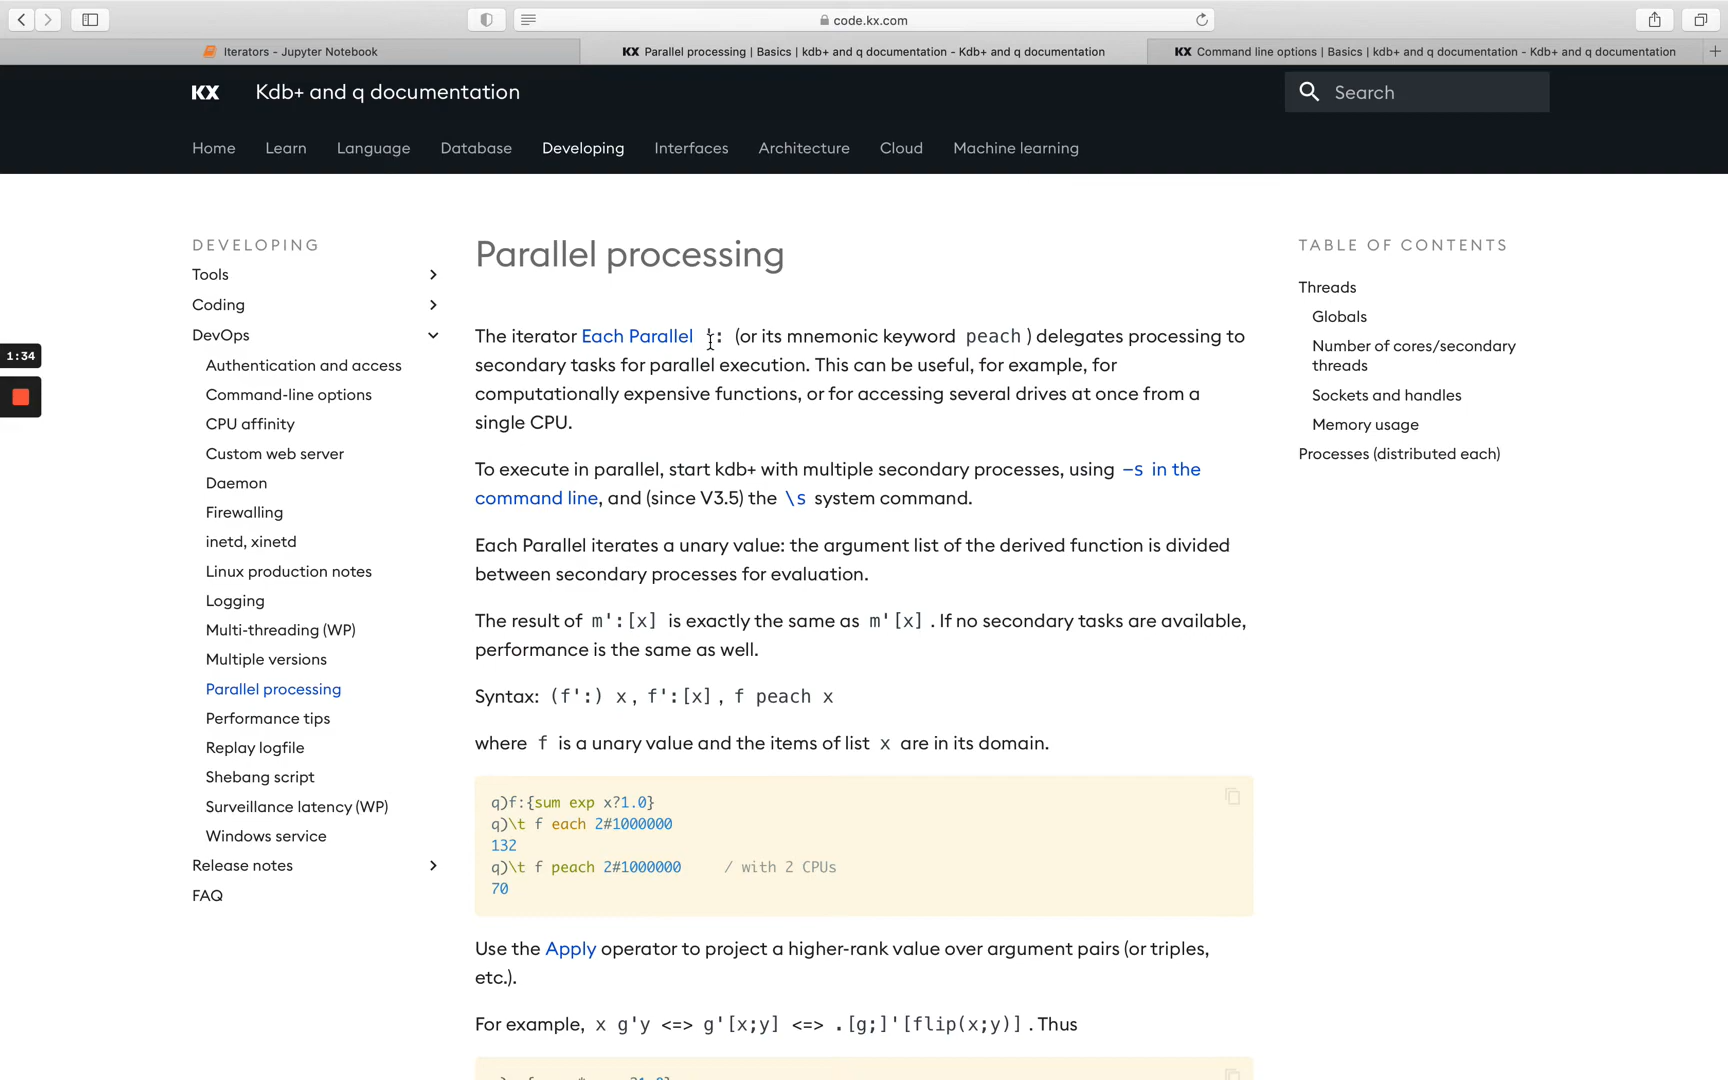 code.kx.com
Iterators - Jupyter Notebook
KX Parallel processing | Basics | kdb+ and q documentation - Kdb+ and q documentation
KX Command line options | Basics | kdb+ and q documentation - Kdb+ and q documentation
KX Kdb+ and q documentation
Search
Home Learn Language Database Developing Interfaces Architecture Cloud Machine learning
1:34
DEVELOPING
Tools
Coding
DevOps
Authentication and access
Command-line options
CPU affinity
Custom web server
Daemon
Firewalling
inetd, xinetd
Linux production notes
Logging
Multi-threading (WP)
Multiple versions
Parallel processing
Performance tips
Replay logfile
Shebang script
Surveillance latency (WP)
Windows service
Release notes
FAQ
Parallel processing
The iterator Each Parallel ': (or its mnemonic keyword peach ) delegates processing to
secondary tasks for parallel execution. This can be useful, for example, for
computationally expensive functions, or for accessing several drives at once from a
single CPU.
To execute in parallel, start kdb+ with multiple secondary processes, using -s in the
command line, and (since V3.5) the \s system command.
Each Parallel iterates a unary value: the argument list of the derived function is divided
between secondary processes for evaluation.
The result of m':[x] is exactly the same as m'[x] . If no secondary tasks are available,
performance is the same as well.
Syntax: (f':) x, f':[x], f peach x
where f is a unary value and the items of list x are in its domain.
q)f:{sum exp x?1.0}
q)\t f each 2#1000000
132
q)\t f peach 2#1000000 / with 2 CPUs
70
Use the Apply operator to project a higher-rank value over argument pairs (or triples,
etc.).
For example, x g'y <=> g'[x;y] <=> .[g;]'[flip(x;y)] . Thus
TABLE OF CONTENTS
Threads
Globals
Number of cores/secondary
threads
Sockets and handles
Memory usage
Processes (distributed each)